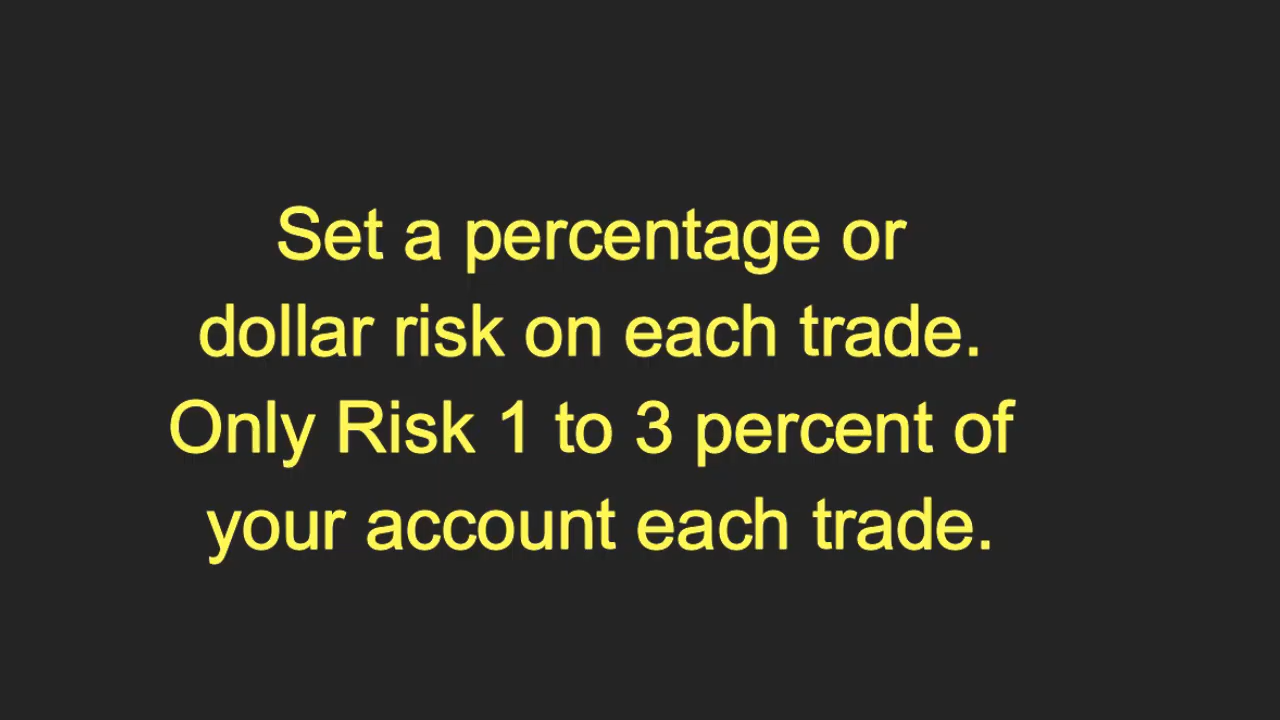 Set a percentage or
dollar risk on each trade.
Only Risk 1 to 3 percent of
your account each trade.